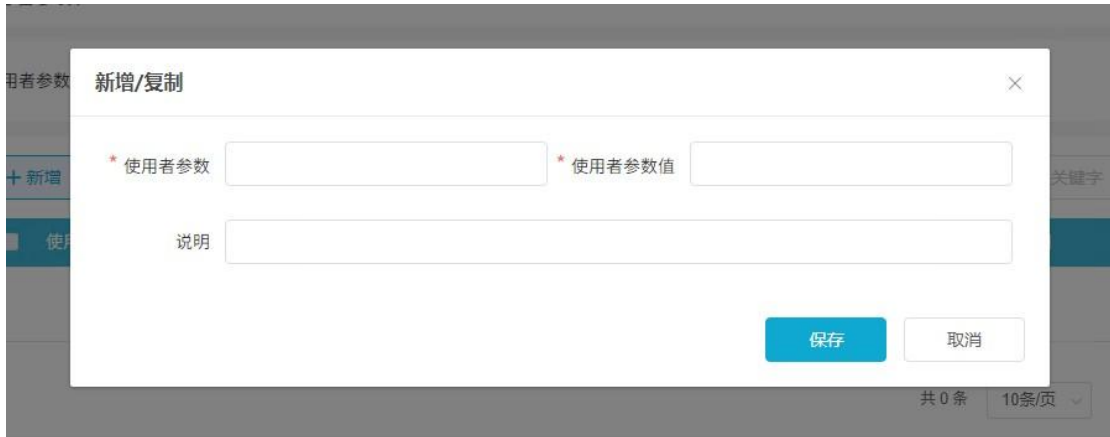 用者参数
新增/复制
* 使用者参数
* 使用者参数值
+ 新增
关键字
使用
说明
保存
取消
共 0 条
10条/页